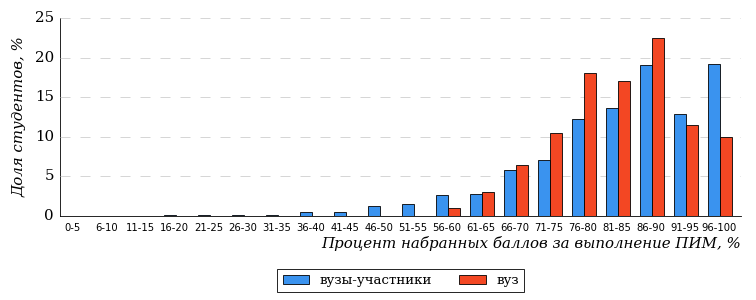 Доля студентов, %
25
20
15
10
5
0
0-5 6-10 11-15 16-20 21-25 26-30 31-35 36-40 41-45 46-50 51-55 56-60 61-65 66-70 71-75 76-80 81-85 86-90 91-95 96-100
Процент набранных баллов за выполнение ПИМ, %
вузы-участники вуз